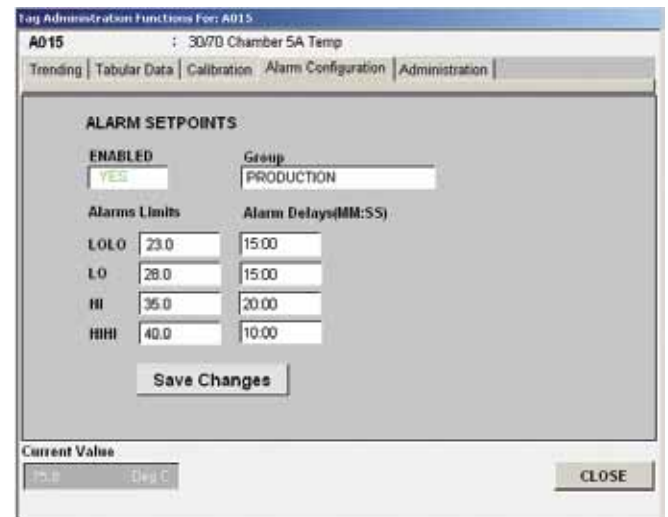 Tag Administration Functions For: A015
A015 : 30/70 Chamber 5A Temp
Trending Tabular Data Calibration Alarm Configuration Administration
ALARM SETPOINTS
ENABLED Group
YES PRODUCTION
Alarms Limits Alarm Delays(MM:SS)
LOLO 23.0 15:00
LO 28.0 15:00
HI 35.0 20:00
HIHI 40.0 10:00
Save Changes
Current Value
Deg C CLOSE